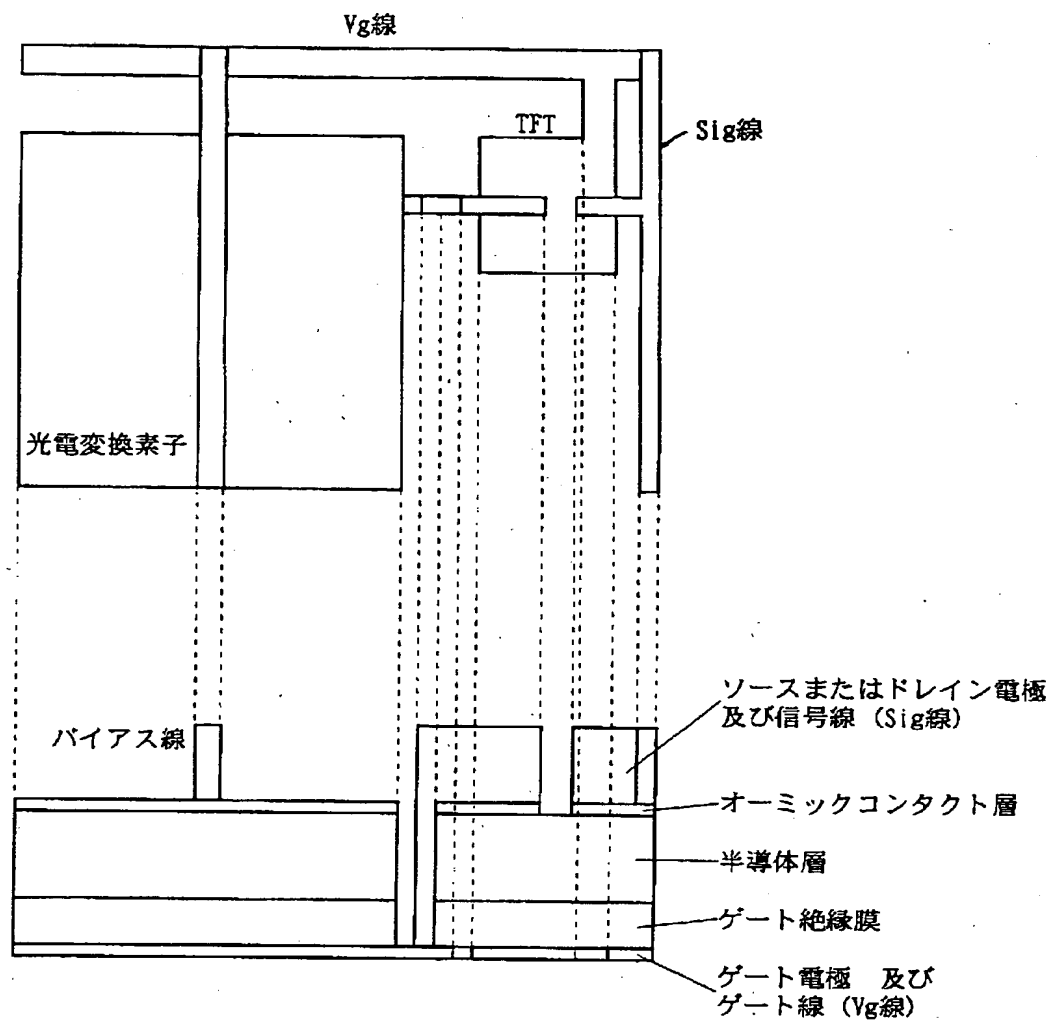 Vg線
TFT
Sig線
光電変換素子
バイアス線
ソースまたはドレイン電極
及び信号線 (Sig線)
オーミックコンタクト層
半導体層
ゲート絶縁膜
ゲート電極 及び
ゲート線 (Vg線)